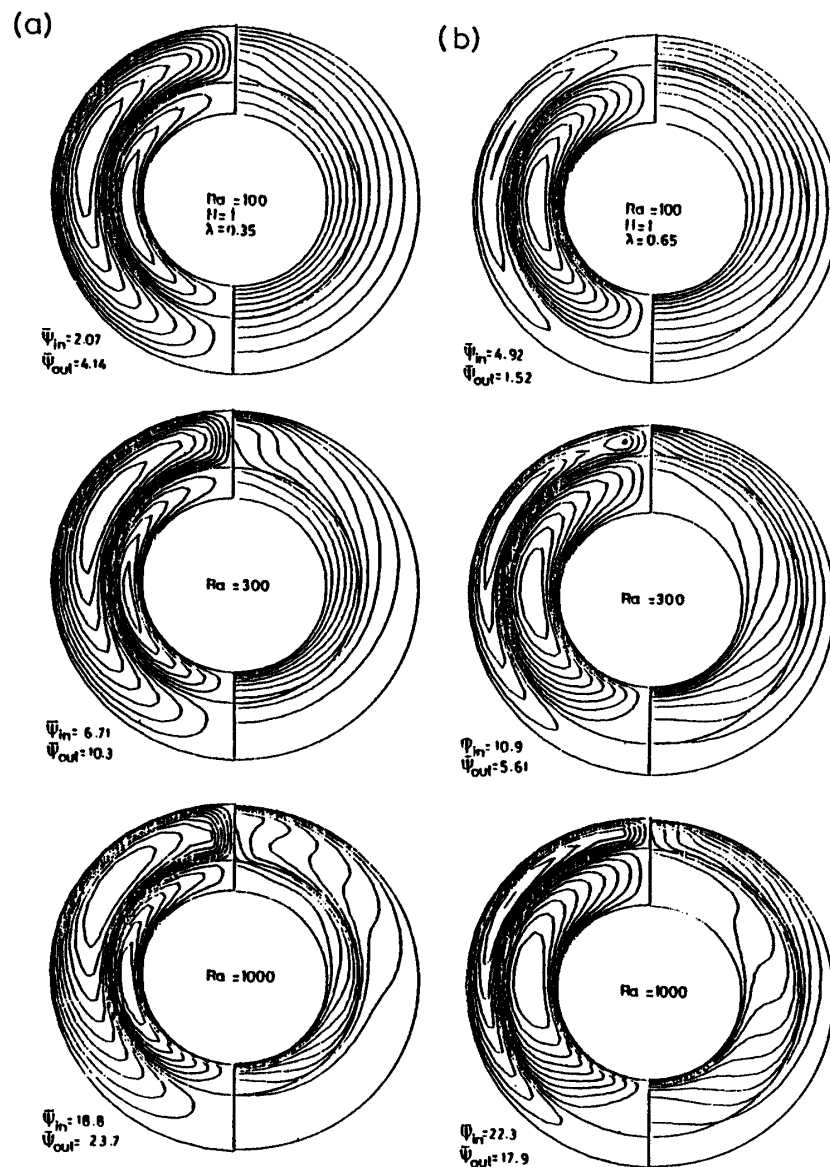 (a)
Ra=100
N=1
λ=0.35
Ψ̄in=2.07
Ψ̄out=4.14
Ra=300
Ψ̄in=6.71
Ψ̄out=10.3
Ra=1000
Ψ̄in=18.8
Ψ̄out=23.7
(b)
Ra=100
N=1
λ=0.65
Ψ̄in=4.92
Ψ̄out=1.52
Ra=300
Ψ̄in=10.9
Ψ̄out=5.61
Ra=1000
Ψ̄in=22.3
Ψ̄out=17.9